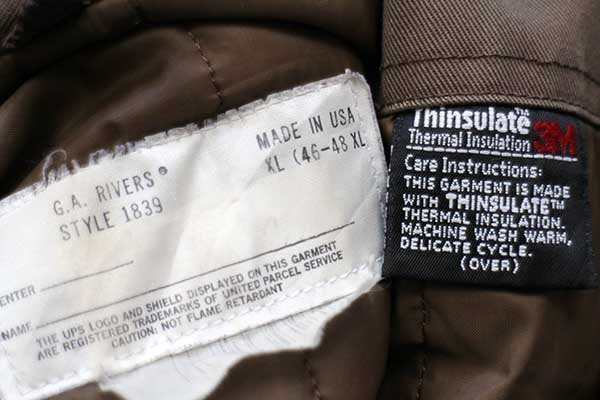 G.A. RIVERS®
STYLE 1839
MADE IN USA
XL (46-48 XL
ENTER
NAME
THE UPS LOGO AND SHIELD DISPLAYED ON THIS GARMENT
ARE REGISTERED TRADEMARKS OF UNITED PARCEL SERVICE
CAUTION: NOT FLAME RETARDANT
Thinsulate™
Thermal Insulation 3M
Care Instructions:
THIS GARMENT IS MADE
WITH THINSULATE™
THERMAL INSULATION.
MACHINE WASH WARM,
DELICATE CYCLE.
(OVER)